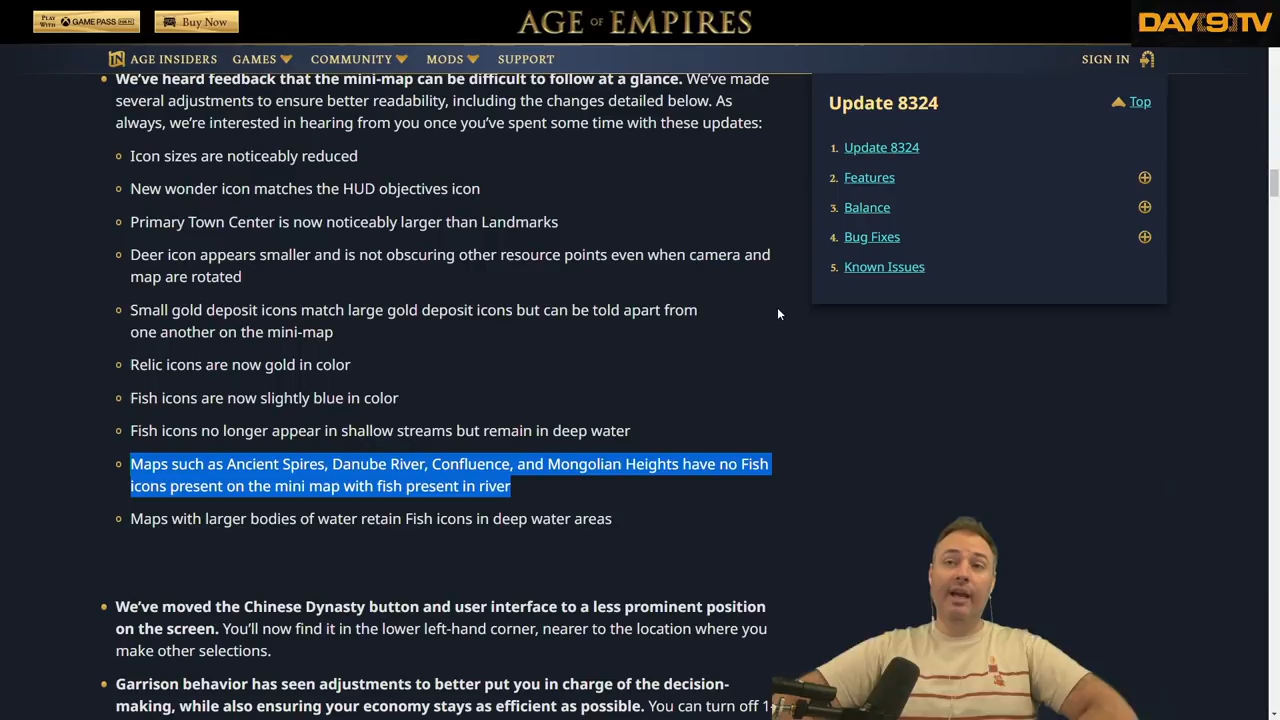 PLAY WITH XBOX GAME PASS FOR PC
Buy Now
AGE OF EMPIRES
DAY9TV
IN AGE INSIDERS
GAMES
COMMUNITY
MODS
SUPPORT
SIGN IN
We've heard feedback that the mini-map can be difficult to follow at a glance. We've made
several adjustments to ensure better readability, including the changes detailed below. As
always, we're interested in hearing from you once you've spent some time with these updates:
Icon sizes are noticeably reduced
New wonder icon matches the HUD objectives icon
Primary Town Center is now noticeably larger than Landmarks
Deer icon appears smaller and is not obscuring other resource points even when camera and
map are rotated
Small gold deposit icons match large gold deposit icons but can be told apart from
one another on the mini-map
Relic icons are now gold in color
Fish icons are now slightly blue in color
Fish icons no longer appear in shallow streams but remain in deep water
Maps such as Ancient Spires, Danube River, Confluence, and Mongolian Heights have no Fish
icons present on the mini map with fish present in river
Maps with larger bodies of water retain Fish icons in deep water areas
We've moved the Chinese Dynasty button and user interface to a less prominent position
on the screen. You'll now find it in the lower left-hand corner, nearer to the location where you
make other selections.
Garrison behavior has seen adjustments to better put you in charge of the decision-
making, while also ensuring your economy stays as efficient as possible. You can turn off 1-
Update 8324
Top
1. Update 8324
2. Features
3. Balance
4. Bug Fixes
5. Known Issues